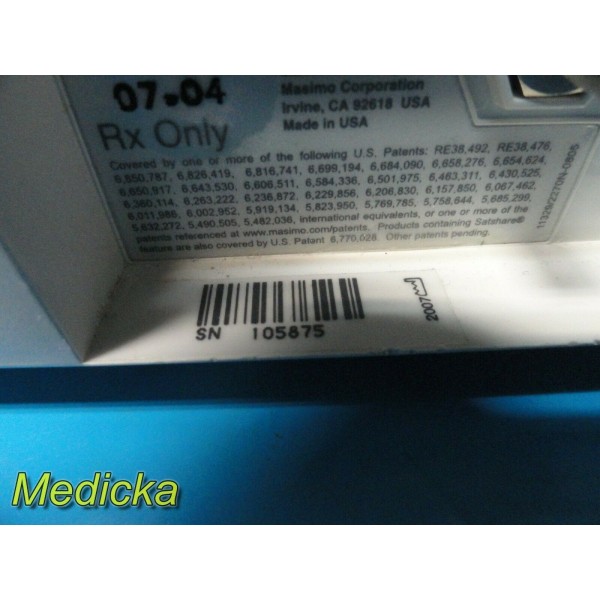 07-04
Rx Only
Masimo Corporation
Irvine, CA 92618 USA
Made in USA
Covered by one or more of the following U.S. Patents: RE38,492, RE38,476,
6,850,787, 6,826,419, 6,816,741, 6,699,194, 6,684,090, 6,658,276, 6,654,624,
6,650,917, 6,643,530, 6,606,511, 6,584,336, 6,501,975, 6,463,311, 6,430,525,
6,360,114, 6,263,222, 6,236,872, 6,229,856, 6,206,830, 6,157,850, 6,067,462,
6,011,986, 6,002,952, 5,919,134, 5,823,950, 5,769,785, 5,758,644, 5,685,299,
5,632,272, 5,490,505, 5,482,036, international equivalents, or one or more of the
patents referenced at www.masimo.com/patents. Products containing Satshare®
feature are also covered by U.S. Patent 6,770,028. Other patents pending.
11326/2270N-0805
SN 105875
2007
Medicka